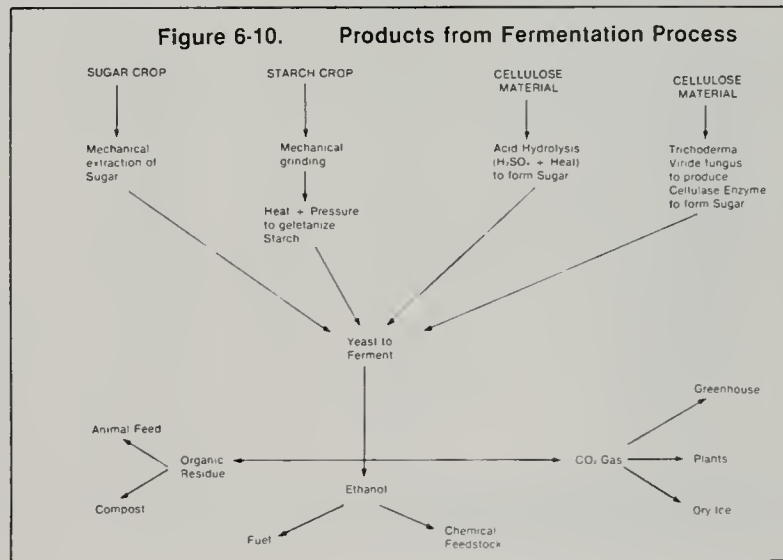 Figure 6-10. Products from Fermentation Process
SUGAR CROP
Mechanical
extraction of
Sugar
STARCH CROP
Mechanical
grinding
Heat + Pressure
to geletanize
Starch
CELLULOSE
MATERIAL
Acid Hydrolysis
(H₂SO₄ + Heat)
to form Sugar
CELLULOSE
MATERIAL
Trichoderma
Viride fungus
to produce
Cellulase Enzyme
to form Sugar
Yeast to
Ferment
Animal Feed
Organic
Residue
Compost
Ethanol
Fuel
Chemical
Feedstock
CO₂ Gas
Greenhouse
Plants
Dry Ice